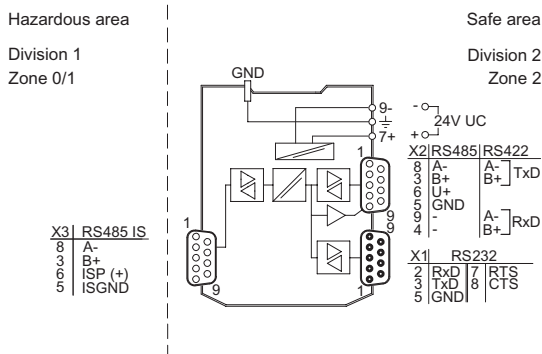 Hazardous area
Safe area
Division 1
Zone 0/1
Division 2
Zone 2
GND
9-
7+
-
24V UC
+
1
X2 RS485 RS422
8 A- A- TxD
3 B+ B+
6 U+
5 GND
9 - A- RxD
4 - B+
9
9
1
X1 RS232
2 RxD 7 RTS
3 TxD 8 CTS
5 GND
1
9
X3 RS485 IS
8 A-
3 B+
6 ISP (+)
5 ISGND